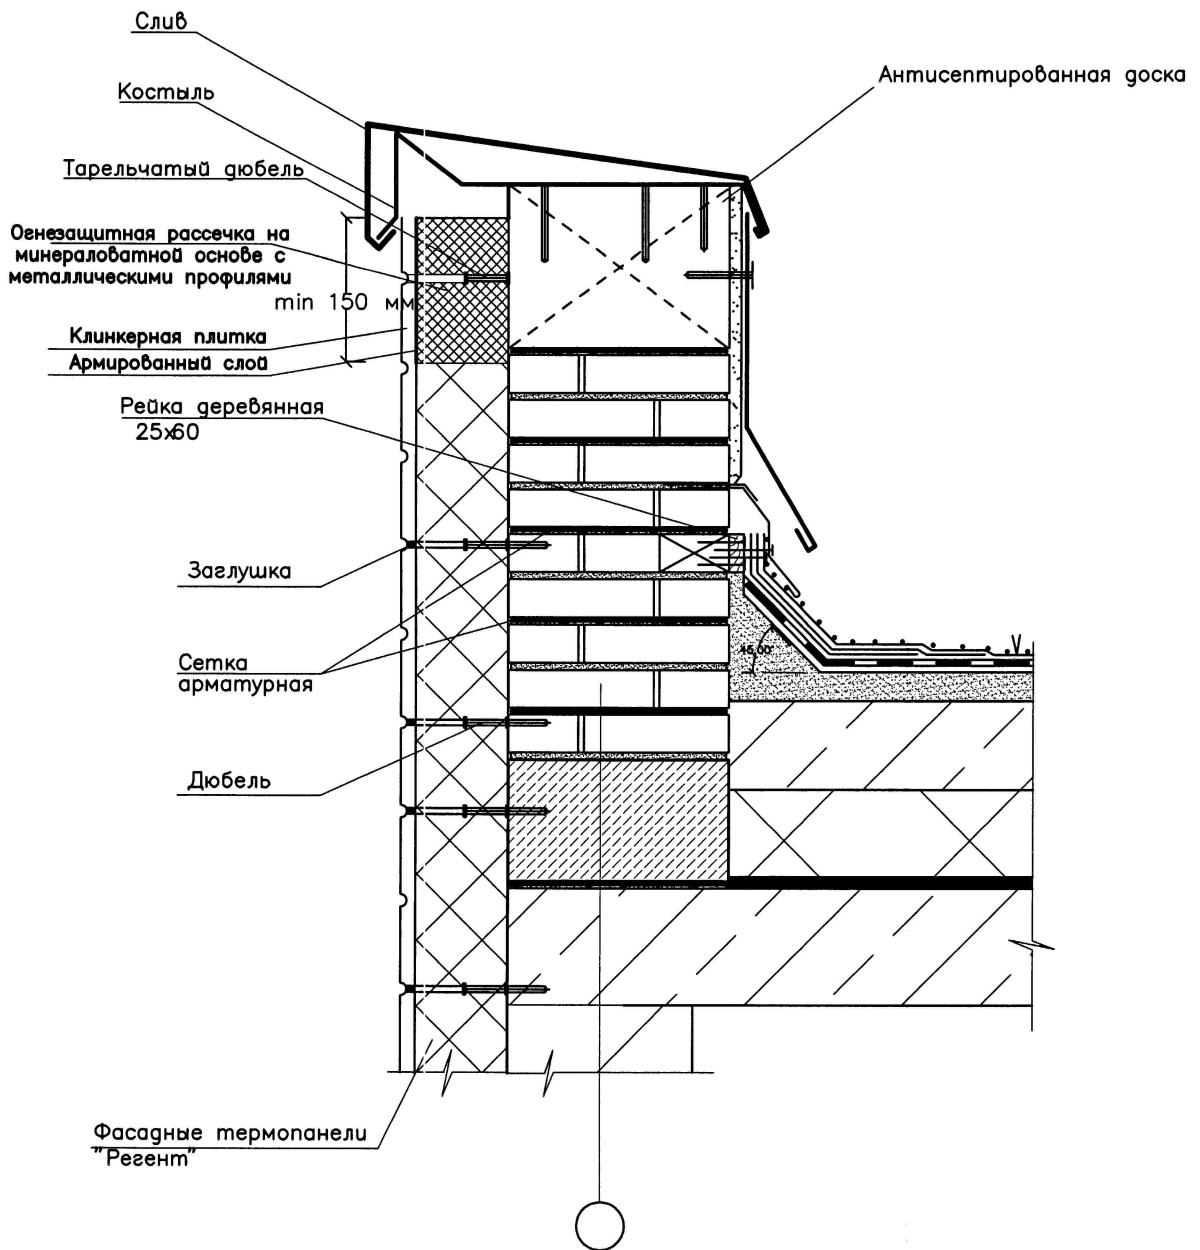 Слив
Антисептированная доска
Костыль
Тарельчатый дюбель
Огнезащитная рассечка на
минераловатной основе с
металлическими профилями
min 150 мм
Клинкерная плитка
Армированный слой
Рейка деревянная
25x60
Заглушка
45.00°
Сетка
арматурная
Дюбель
Фасадные термопанели
"Регент"